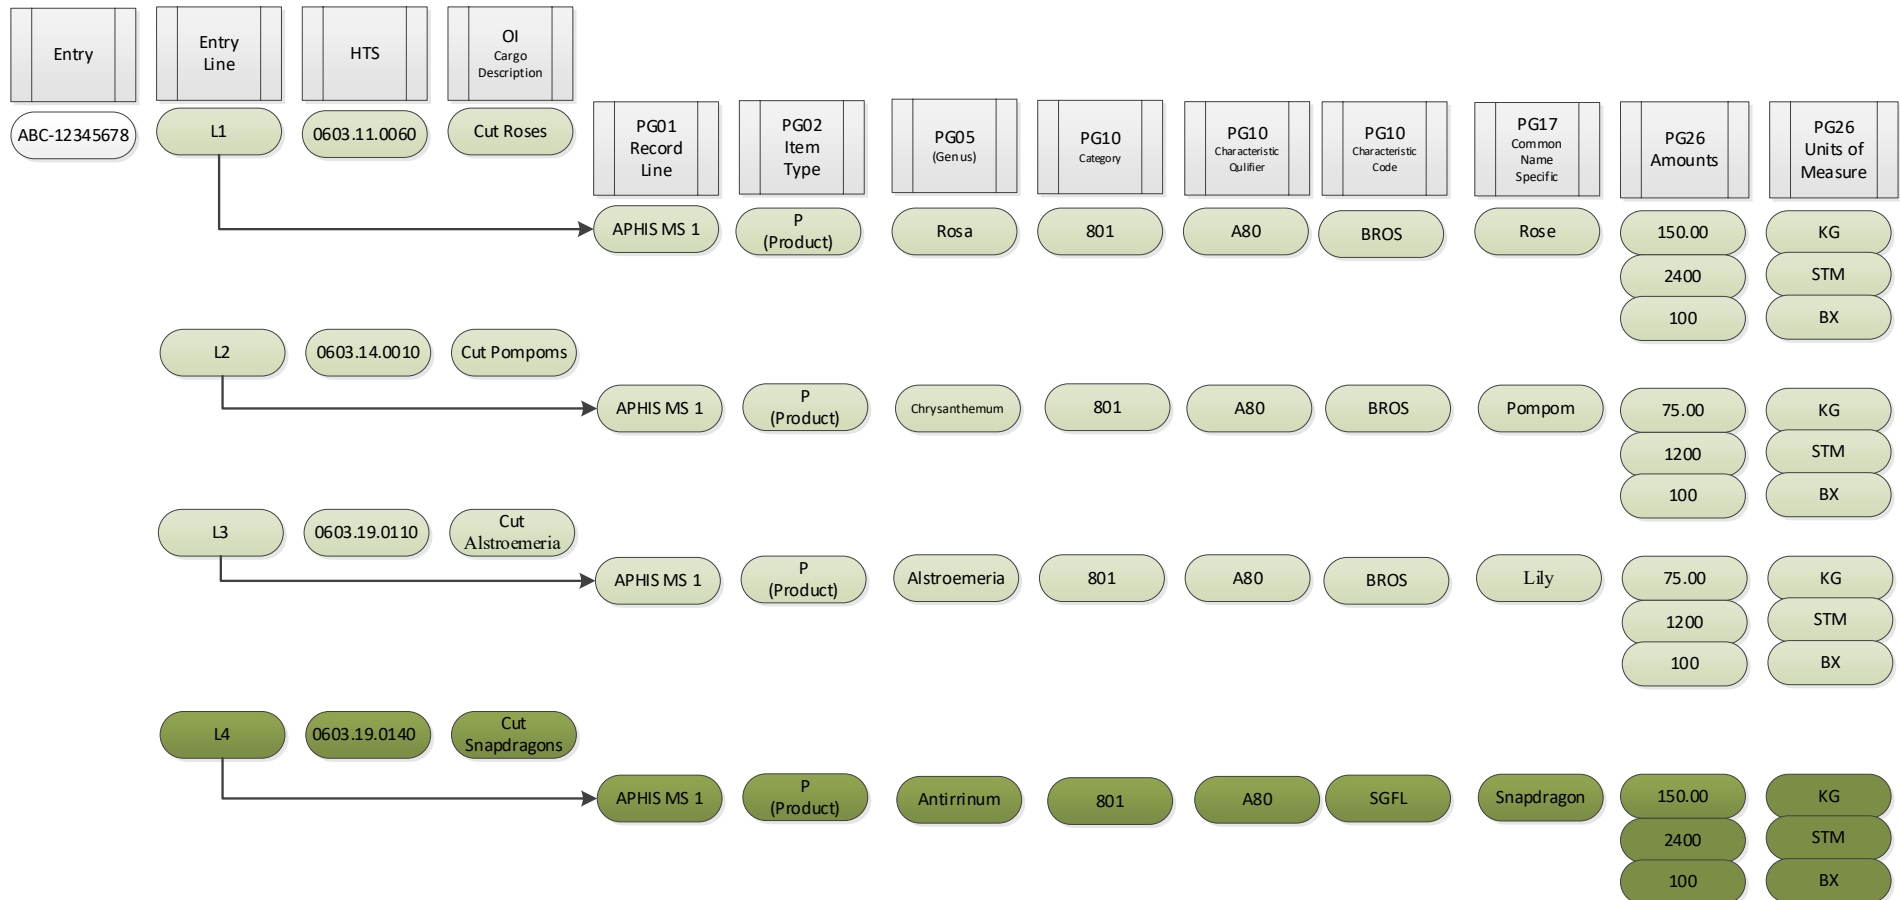 Entry
Entry
Line
HTS
OI
Cargo
Description
PG01
Record
Line
PG02
Item
Type
PG05
(Genus)
PG10
Category
PG10
Characteristic
Qulifier
PG10
Characteristic
Code
PG17
Common
Name
Specific
PG26
Amounts
PG26
Units of
Measure
ABC-12345678
L1
0603.11.0060
Cut Roses
APHIS MS 1
P
(Product)
Rosa
801
A80
BROS
Rose
150.00
KG
2400
STM
100
BX
L2
0603.14.0010
Cut Pompoms
APHIS MS 1
P
(Product)
Chrysanthemum
801
A80
BROS
Pompom
75.00
KG
1200
STM
100
BX
L3
0603.19.0110
Cut
Alstroemeria
APHIS MS 1
P
(Product)
Alstroemeria
801
A80
BROS
Lily
75.00
KG
1200
STM
100
BX
L4
0603.19.0140
Cut
Snapdragons
APHIS MS 1
P
(Product)
Antirrinum
801
A80
SGFL
Snapdragon
150.00
KG
2400
STM
100
BX